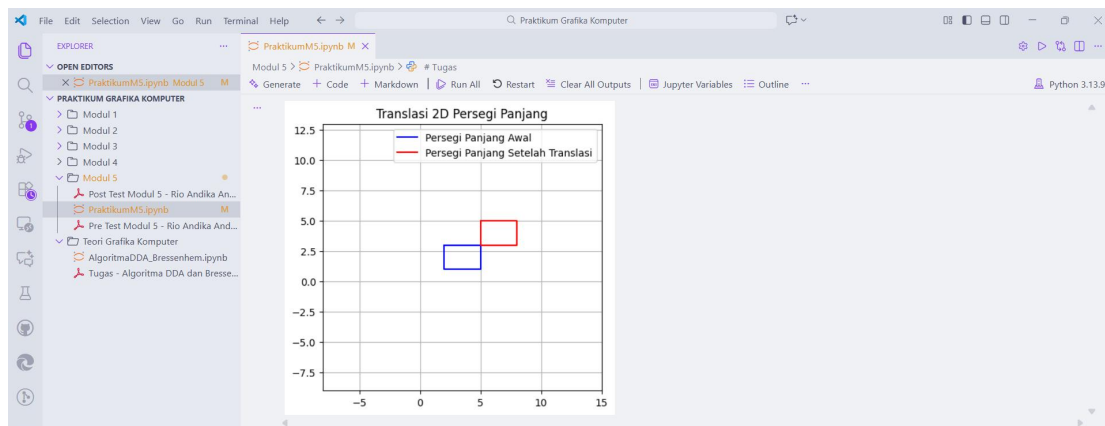 File Edit Selection View Go Run Terminal Help
Praktikum Grafika Komputer
EXPLORER
OPEN EDITORS
PraktikumM5.ipynb Modul 5 M
PRAKTIKUM GRAFIKA KOMPUTER
Modul 1
Modul 2
Modul 3
Modul 4
Modul 5
Post Test Modul 5 - Rio Andika An...
PraktikumM5.ipynb M
Pre Test Modul 5 - Rio Andika And...
Teori Grafika Komputer
AlgoritmaDDA_Bressenhem.ipynb
Tugas - Algoritma DDA dan Bresse...
1
PraktikumM5.ipynb M
Modul 5 > PraktikumM5.ipynb > # Tugas
Generate + Code + Markdown | Run All Restart Clear All Outputs | Jupyter Variables Outline ...
Python 3.13.9
Translasi 2D Persegi Panjang
Persegi Panjang Awal
Persegi Panjang Setelah Translasi
12.5
10.0
7.5
5.0
2.5
0.0
−2.5
−5.0
−7.5
−5 0 5 10 15